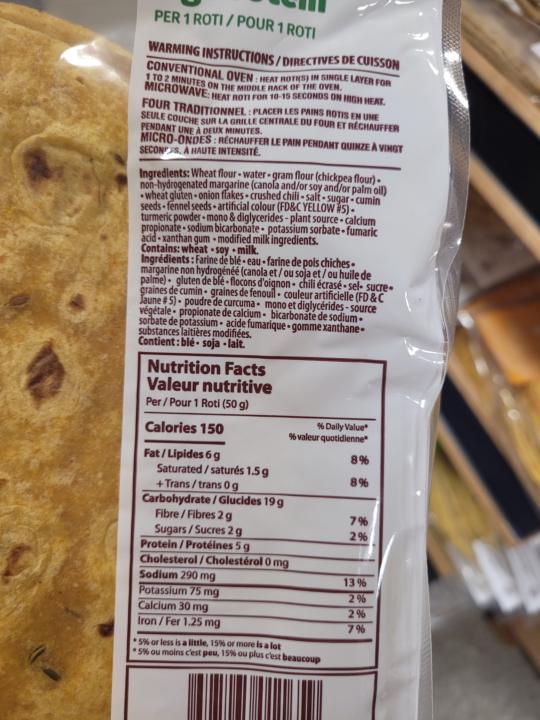 PER 1 ROTI / POUR 1 ROTI
WARMING INSTRUCTIONS / DIRECTIVES DE CUISSON
CONVENTIONAL OVEN : HEAT ROTI(S) IN SINGLE LAYER FOR
1 TO 2 MINUTES ON THE MIDDLE RACK OF THE OVEN.
MICROWAVE: HEAT ROTI FOR 10-15 SECONDS ON HIGH HEAT.
FOUR TRADITIONNEL : PLACER LES PAINS ROTIS EN UNE
SEULE COUCHE SUR LA GRILLE CENTRALE DU FOUR ET RÉCHAUFFER
PENDANT UNE À DEUX MINUTES.
MICRO-ONDES : RÉCHAUFFER LE PAIN PENDANT QUINZE À VINGT
SECONDES, À HAUTE INTENSITÉ.
Ingredients: Wheat flour • water • gram flour (chickpea flour) •
non-hydrogenated margarine (canola and/or soy and/or palm oil)
• wheat gluten • onion flakes • crushed chili • salt • sugar • cumin
seeds • fennel seeds • artificial colour (FD&C YELLOW #5) •
turmeric powder • mono & diglycerides - plant source • calcium
propionate • sodium bicarbonate • potassium sorbate • fumaric
acid • xanthan gum • modified milk ingredients.
Contains: wheat • soy • milk.
Ingrédients : Farine de blé • eau • farine de pois chiches •
margarine non hydrogénée (canola et / ou soja et / ou huile de
palme) • gluten de blé • flocons d'oignon • chili écrasé • sel • sucre •
graines de cumin • graines de fenouil • couleur artificielle (FD & C
Jaune # 5) • poudre de curcuma • mono et diglycérides - source
végétale • propionate de calcium • bicarbonate de sodium •
sorbate de potassium • acide fumarique • gomme xanthane •
substances laitières modifiées.
Contient : blé • soja • lait.
Nutrition Facts
Valeur nutritive
Per / Pour 1 Roti (50 g)
Calories 150
% Daily Value*
% valeur quotidienne*
Fat / Lipides 6 g 8 %
Saturated / saturés 1.5 g
+ Trans / trans 0 g 8 %
Carbohydrate / Glucides 19 g
Fibre / Fibres 2 g 7 %
Sugars / Sucres 2 g 2 %
Protein / Protéines 5 g
Cholesterol / Cholestérol 0 mg
Sodium 290 mg 13 %
Potassium 75 mg 2 %
Calcium 30 mg 2 %
Iron / Fer 1.25 mg 7 %
* 5% or less is a little, 15% or more is a lot
* 5% ou moins c'est peu, 15% ou plus c'est beaucoup